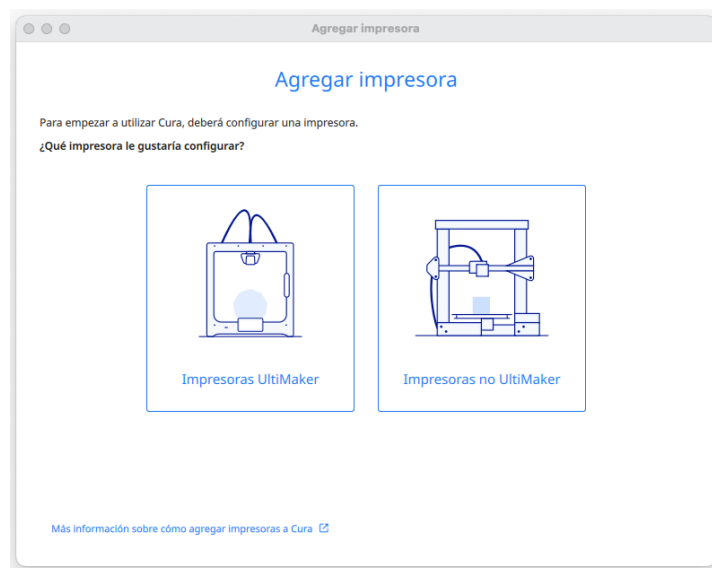 Agregar impresora
Agregar impresora
Para empezar a utilizar Cura, deberá configurar una impresora.
¿Qué impresora le gustaría configurar?
Impresoras UltiMaker
Impresoras no UltiMaker
Más información sobre cómo agregar impresoras a Cura